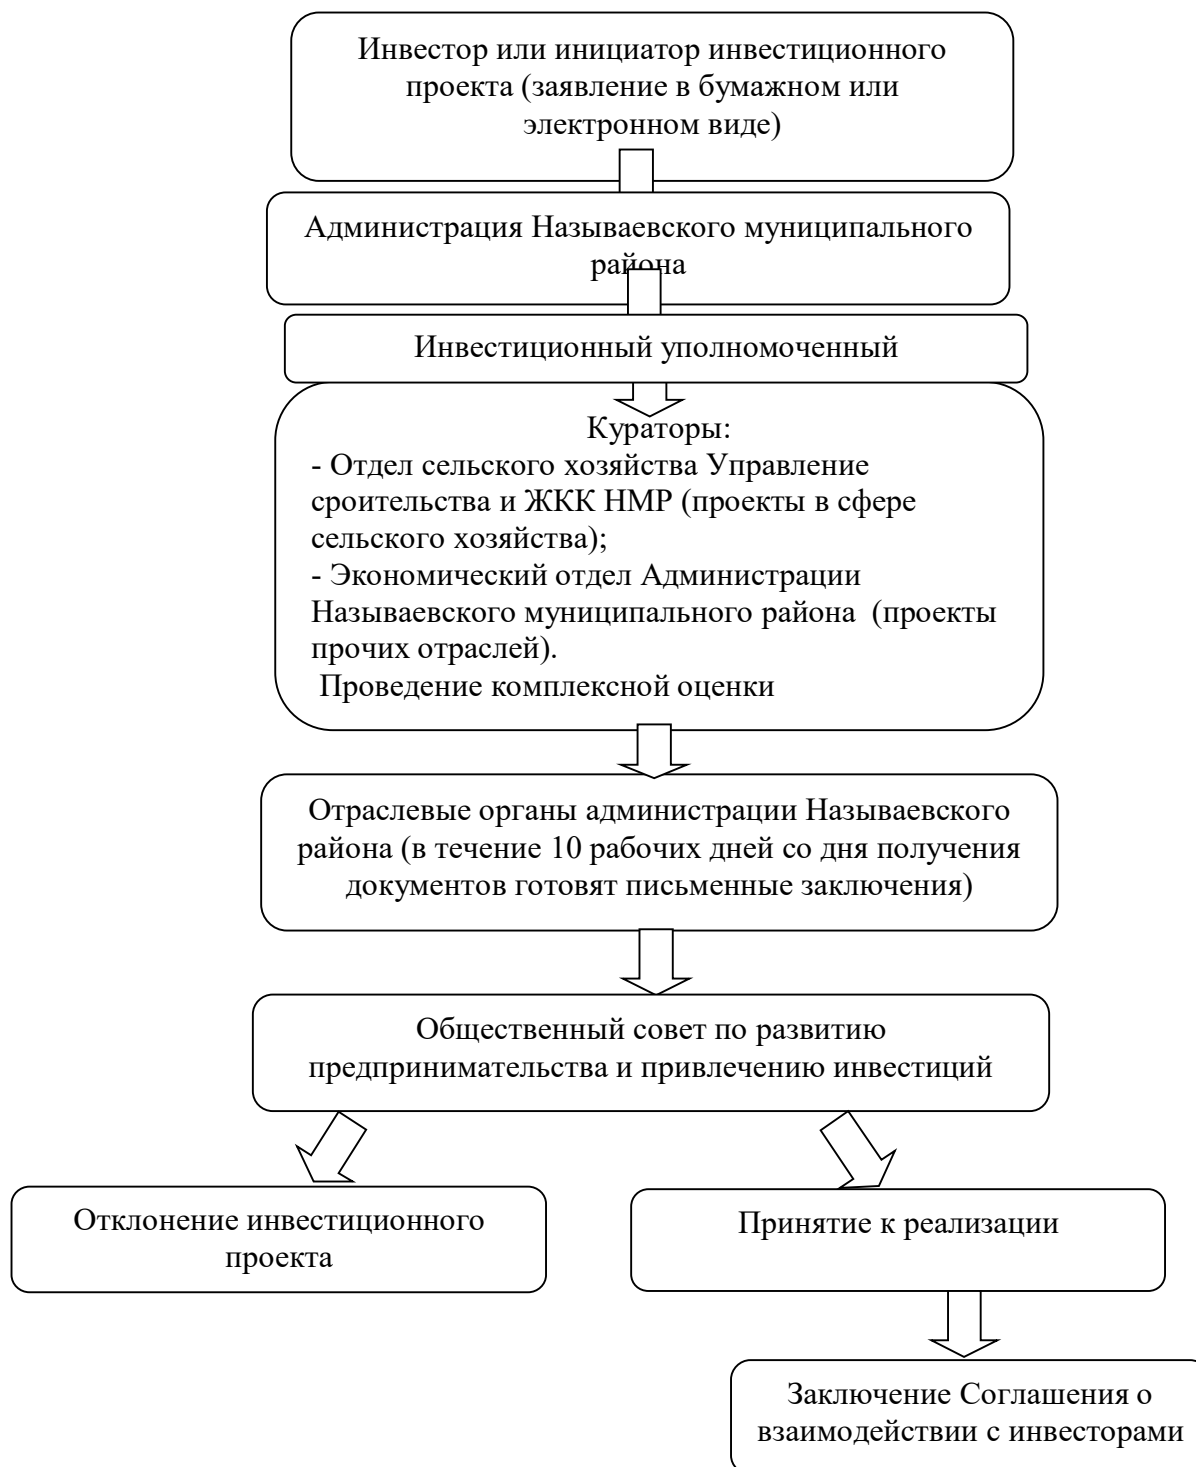 Инвестор или инициатор инвестиционного
проекта (заявление в бумажном или
электронном виде)
Администрация Называевского муниципального
района
Инвестиционный уполномоченный
Кураторы:
- Отдел сельского хозяйства Управление
сроительства и ЖКК НМР (проекты в сфере
сельского хозяйства);
- Экономический отдел Администрации
Называевского муниципального района (проекты
прочих отраслей).
Проведение комплексной оценки
Отраслевые органы администрации Называевского
района (в течение 10 рабочих дней со дня получения
документов готовят письменные заключения)
Общественный совет по развитию
предпринимательства и привлечению инвестиций
Отклонение инвестиционного
проекта
Принятие к реализации
Заключение Соглашения о
взаимодействии с инвесторами